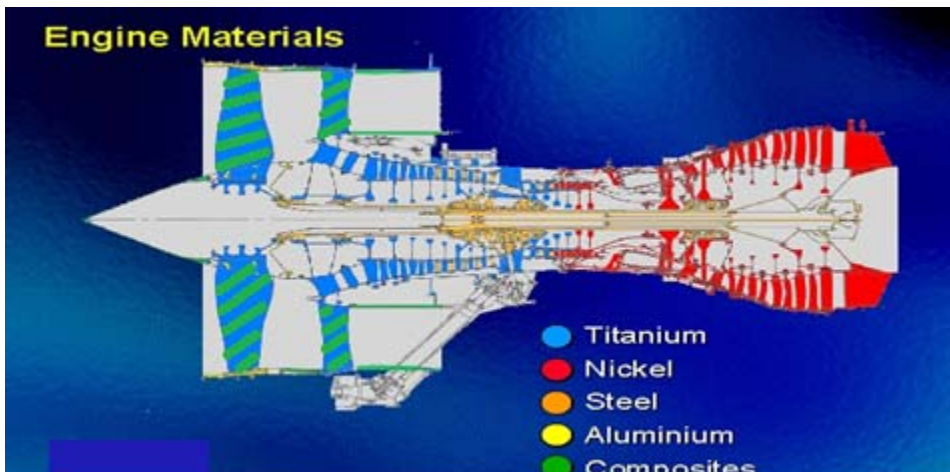 Engine Materials
Titanium
Nickel
Steel
Aluminium
Composites